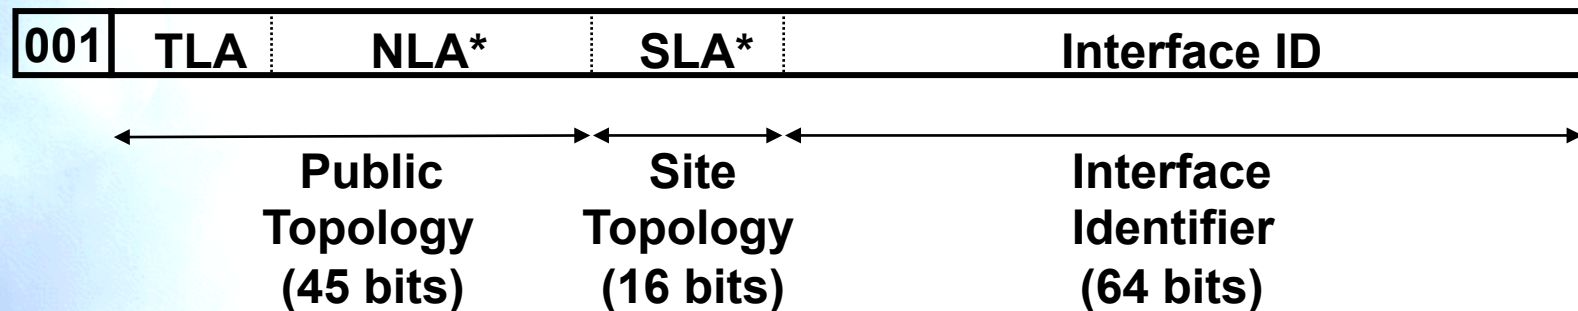 001 TLA NLA* SLA* Interface ID
Public Site Interface
Topology Topology Identifier
(45 bits) (16 bits) (64 bits)